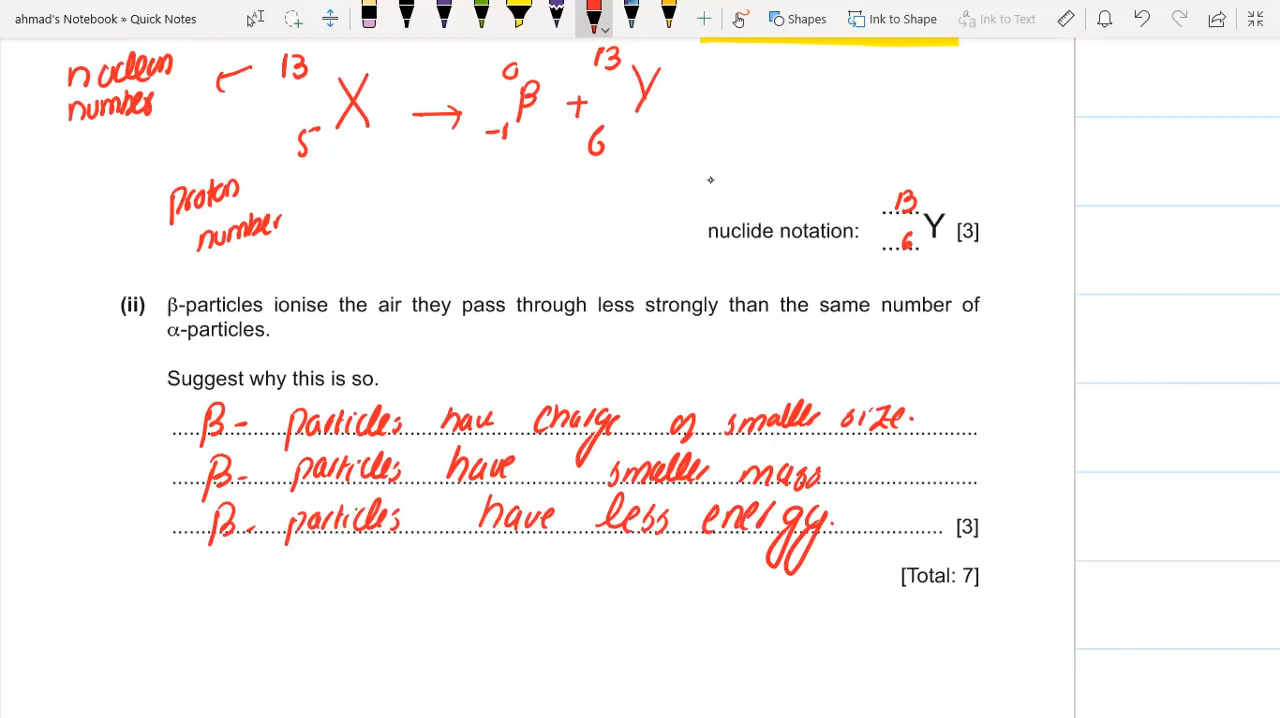 ahmad's Notebook » Quick Notes
Shapes
Ink to Shape
Ink to Text
nucleon number
13
5
X → 0 -1 β + 13 6 Y
proton number
nuclide notation: 13 6 Y [3]
(ii) β-particles ionise the air they pass through less strongly than the same number of
α-particles.
Suggest why this is so.
β- particles have charge of smaller size.
β- particles have smaller mass
β- particles have less energy. [3]
[Total: 7]